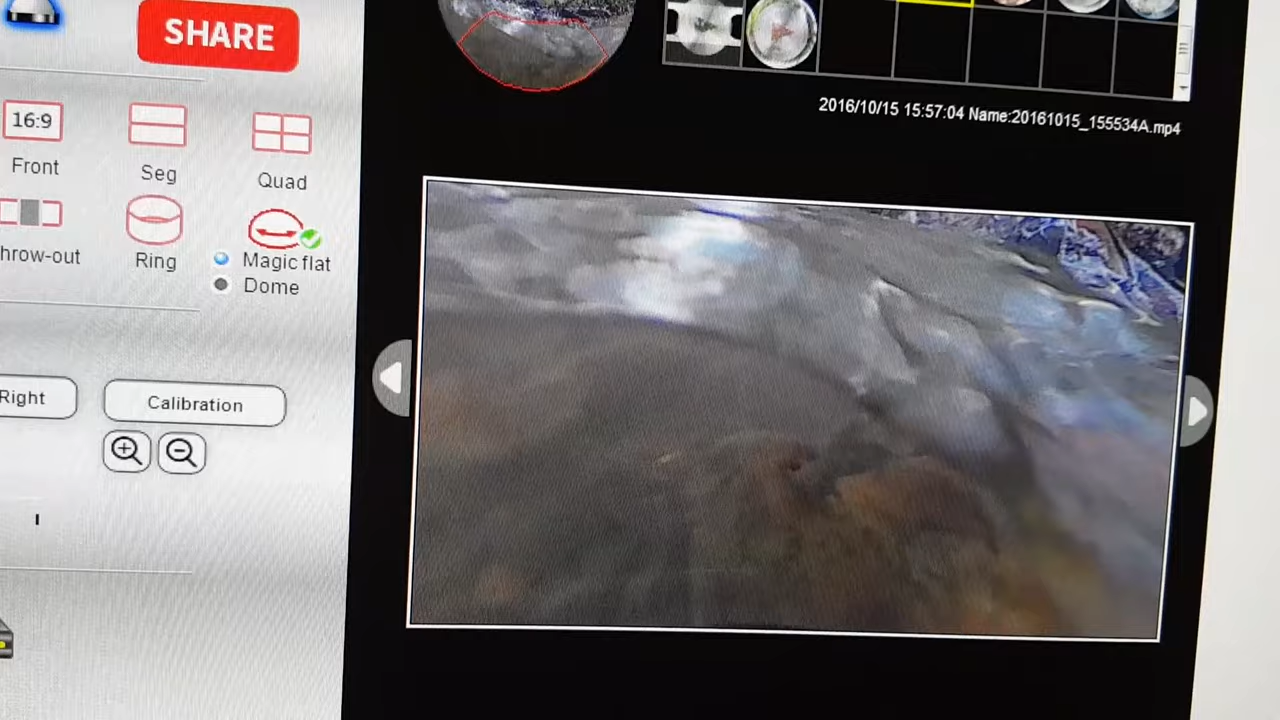 SHARE
16:9
Front
Seg
Quad
hrow-out
Ring
Magic flat
Dome
Right
Calibration
2016/10/15 15:57:04 Name:20161015_155534A.mp4